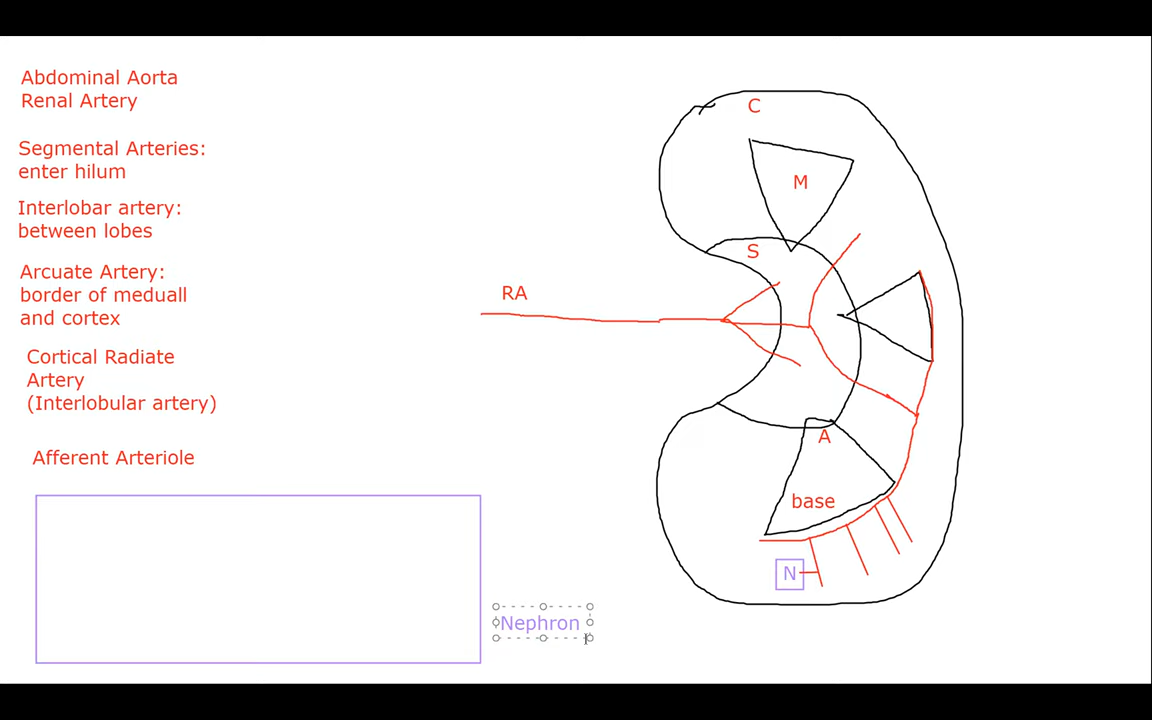 Abdominal Aorta
Renal Artery
Segmental Arteries:
enter hilum
Interlobar artery:
between lobes
Arcuate Artery:
border of meduall
and cortex
Cortical Radiate
Artery
(Interlobular artery)
Afferent Arteriole
Nephron
RA
C
M
S
A
base
N